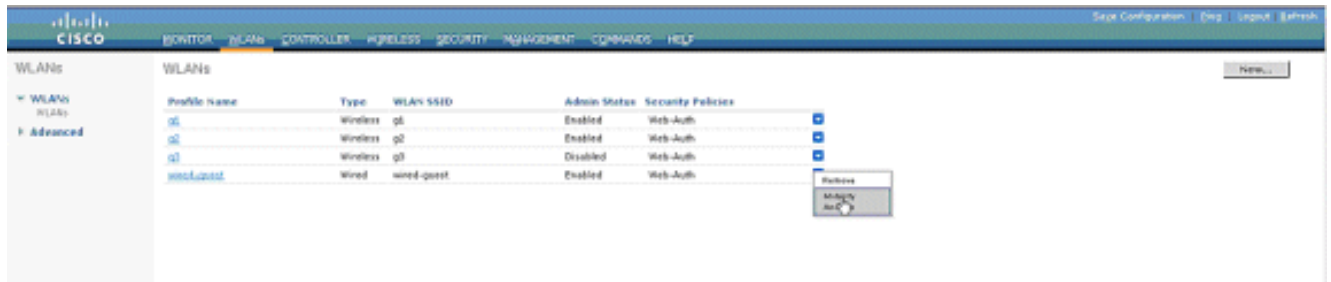 Save Configuration | Ping | Logout | Refresh
CISCO
MONITOR WLANs CONTROLLER WIRELESS SECURITY MANAGEMENT COMMANDS HELP
WLANs
WLANs
New...
WLANs
WLANs
Advanced
Profile Name Type WLAN SSID Admin Status Security Policies
g1 Wireless g1 Enabled Web-Auth
g2 Wireless g2 Enabled Web-Auth
g3 Wireless g3 Disabled Web-Auth
wired-guest Wired wired-guest Enabled Web-Auth
Remove